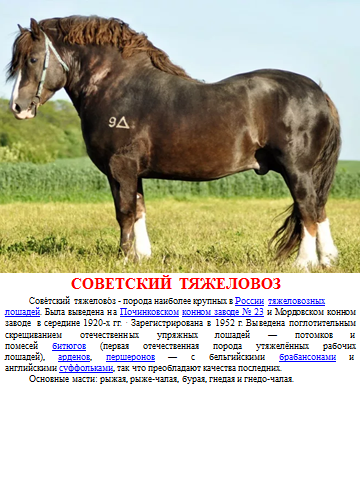 9Δ
СОВЕТСКИЙ ТЯЖЕЛОВОЗ
Сове́тский тяжелово́з - порода наиболее крупных в России тяжеловозных
лошадей. Была выведена на Починковском конном заводе № 23 и Мордовском конном
заводе в середине 1920-х гг. · Зарегистрирована в 1952 г. Выведена поглотительным
скрещиванием отечественных упряжных лошадей — потомков и
помесей битюгов (первая отечественная порода утяжелённых рабочих
лошадей), арденов, першеронов — с бельгийскими брабансонами и
английскими суффольками, так что преобладают качества последних.
Основные масти: рыжая, рыже-чалая, бурая, гнедая и гнедо-чалая.